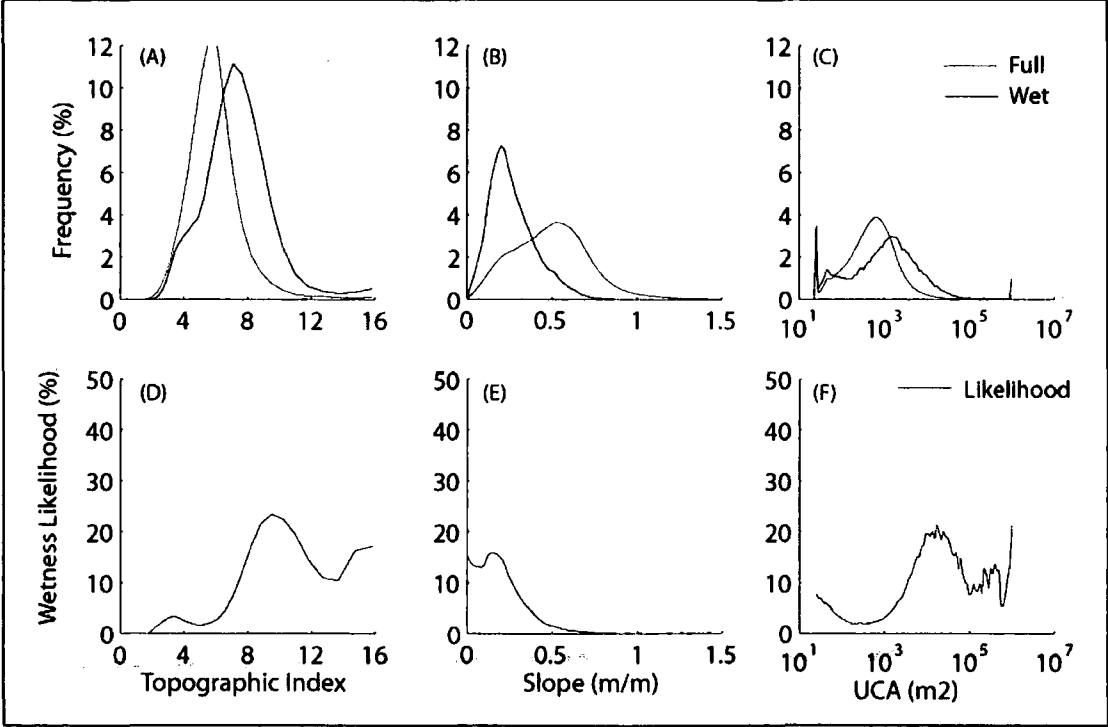 (A) (B) (C)
Full
Wet
Frequency (%)
12 12 12
10 10 10
8 8 8
6 6 6
4 4 4
2 2 2
0 0 0
0 4 8 12 16 0 0.5 1 1.5 10^1 10^3 10^5 10^7
(D) (E) (F)
Likelihood
Wetness Likelihood (%)
50 50 50
40 40 40
30 30 30
20 20 20
10 10 10
0 0 0
0 4 8 12 16 0 0.5 1 1.5 10^1 10^3 10^5 10^7
Topographic Index Slope (m/m) UCA (m2)